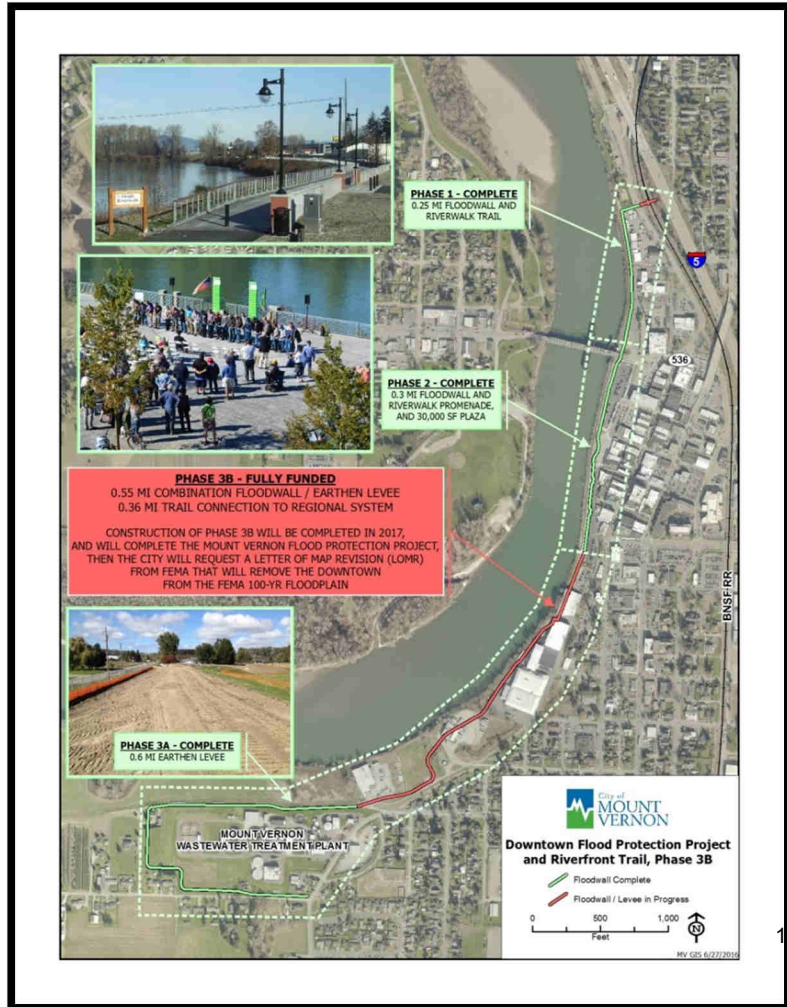 PHASE 1 - COMPLETE
0.25 MI FLOODWALL AND
RIVERWALK TRAIL
5
536
PHASE 2 - COMPLETE
0.3 MI FLOODWALL AND
RIVERWALK PROMENADE,
AND 30,000 SF PLAZA
PHASE 3B - FULLY FUNDED
0.55 MI COMBINATION FLOODWALL / EARTHEN LEVEE
0.36 MI TRAIL CONNECTION TO REGIONAL SYSTEM
CONSTRUCTION OF PHASE 3B WILL BE COMPLETED IN 2017,
AND WILL COMPLETE THE MOUNT VERNON FLOOD PROTECTION PROJECT,
THEN THE CITY WILL REQUEST A LETTER OF MAP REVISION (LOMR)
FROM FEMA THAT WILL REMOVE THE DOWNTOWN
FROM THE FEMA 100-YR FLOODPLAIN
BNSF RR
PHASE 3A - COMPLETE
0.6 MI EARTHEN LEVEE
MOUNT VERNON
WASTEWATER TREATMENT PLANT
City of
MOUNT
VERNON
Downtown Flood Protection Project
and Riverfront Trail, Phase 3B
Floodwall Complete
Floodwall / Levee in Progress
0 500 1,000
Feet
N
MV GIS 6/27/2016
1